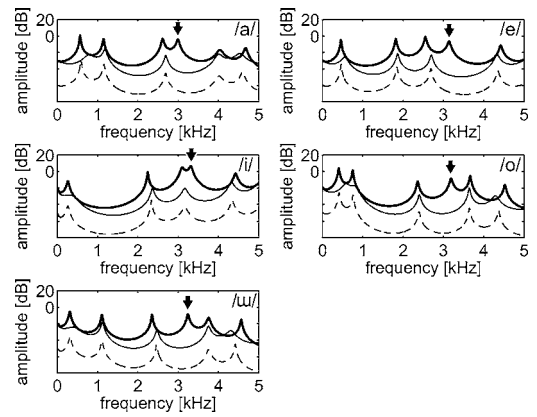 20
0
amplitude [dB]
/a/
0 1 2 3 4 5
frequency [kHz]
20
0
amplitude [dB]
/e/
0 1 2 3 4 5
frequency [kHz]
20
0
amplitude [dB]
/i/
0 1 2 3 4 5
frequency [kHz]
20
0
amplitude [dB]
/o/
0 1 2 3 4 5
frequency [kHz]
20
0
amplitude [dB]
/ɯ/
0 1 2 3 4 5
frequency [kHz]